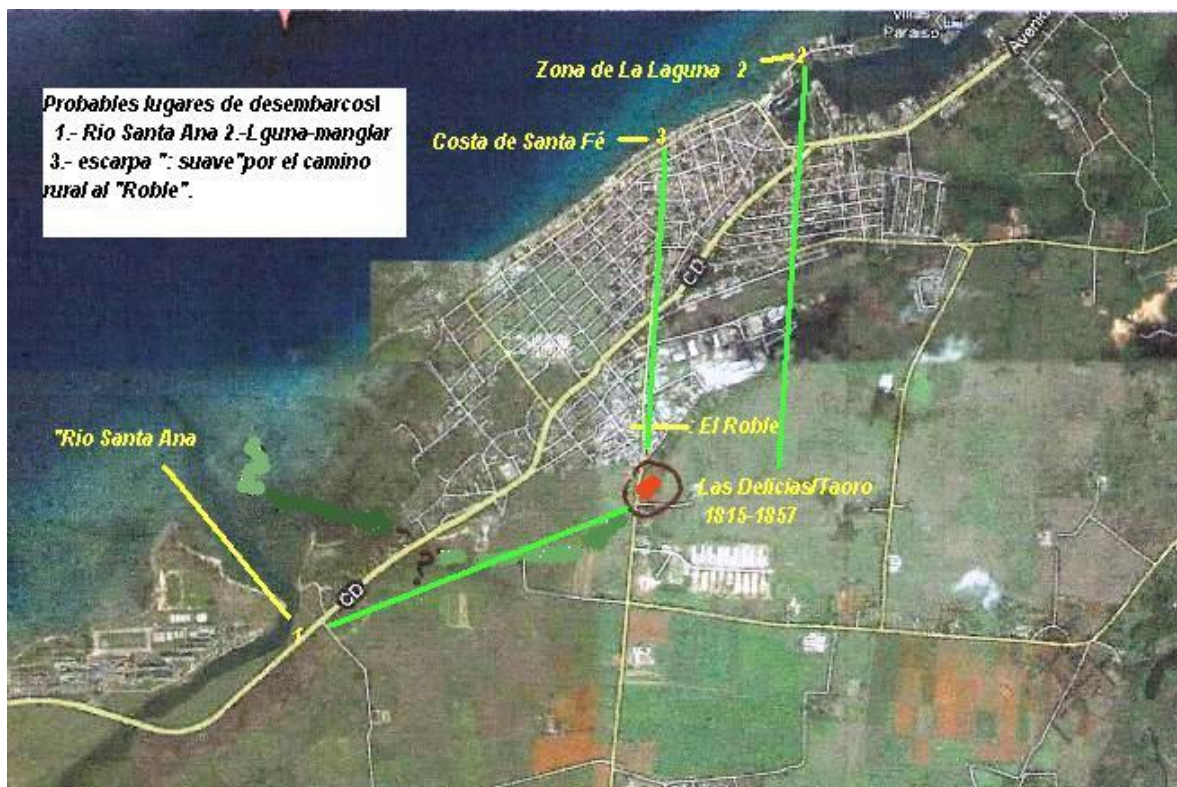 Probables lugares de desembarcosl
1.- Rio Santa Ana 2.-Lguna-manglar
3.- escarpa ": suave"por el camino
rural al "Roble".
Paraiso
Avenio
Zona de La Laguna 2
2
Costa de Santa Fé
3
CD
El Roble
"Rio Santa Ana
Las Delicias/Taoro
1815-1857
?
?
CD
1